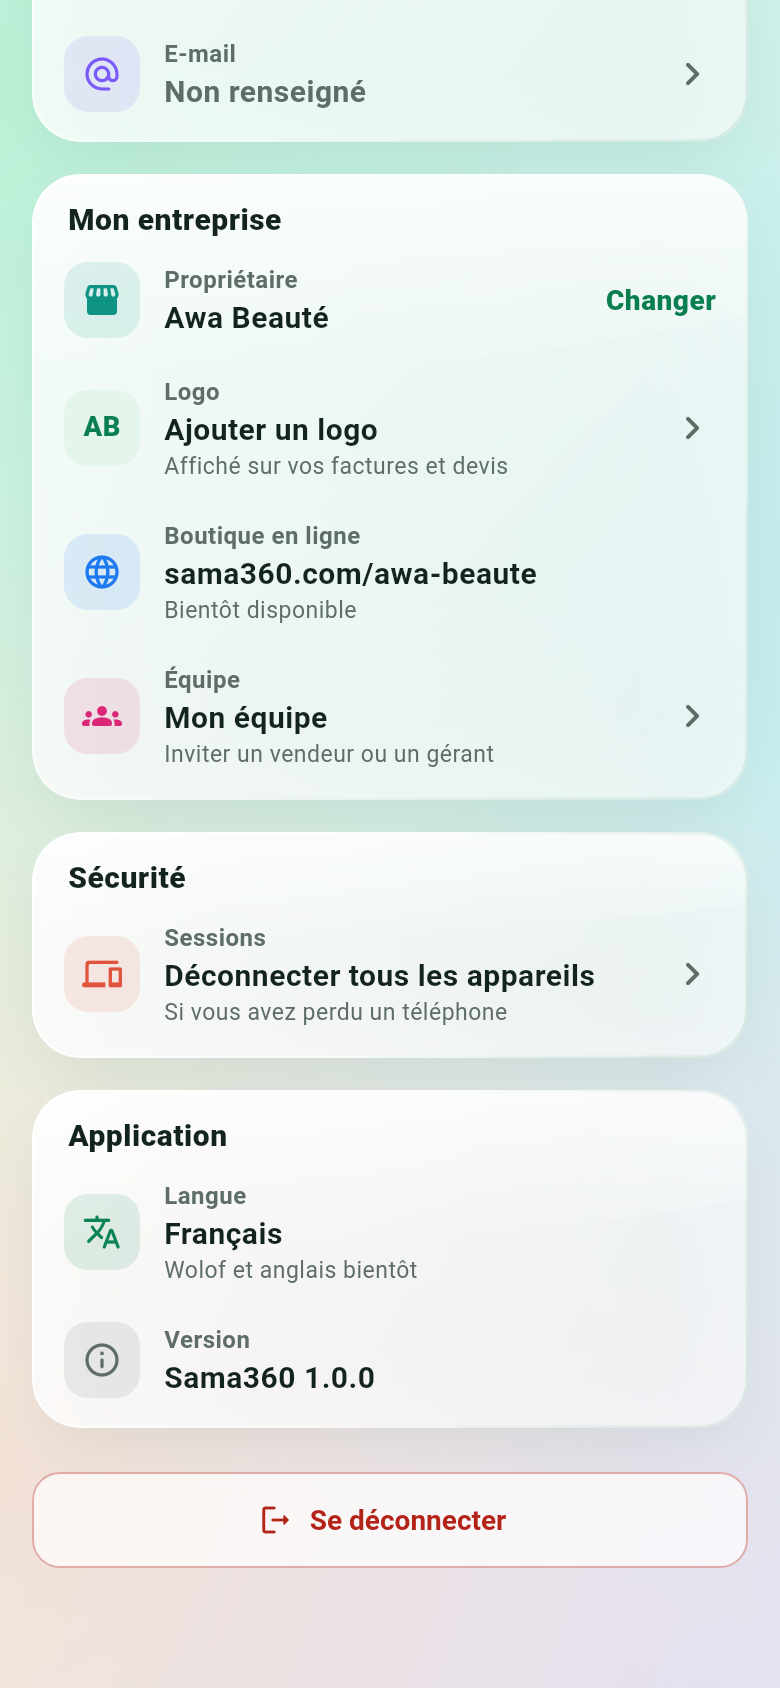 E-mail
Non renseigné
Mon entreprise
Propriétaire
Awa Beauté
Changer
Logo
AB
Ajouter un logo
Affiché sur vos factures et devis
Boutique en ligne
sama360.com/awa-beaute
Bientôt disponible
Équipe
Mon équipe
Inviter un vendeur ou un gérant
Sécurité
Sessions
Déconnecter tous les appareils
Si vous avez perdu un téléphone
Application
Langue
Français
Wolof et anglais bientôt
Version
Sama360 1.0.0
Se déconnecter